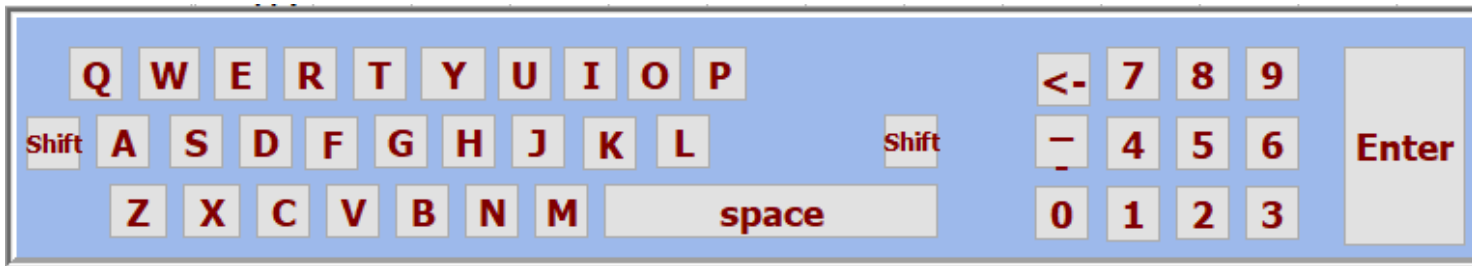 Q W E R T Y U I O P <- 7 8 9
Shift A S D F G H J K L Shift _ - 4 5 6 Enter
Z X C V B N M space 0 1 2 3